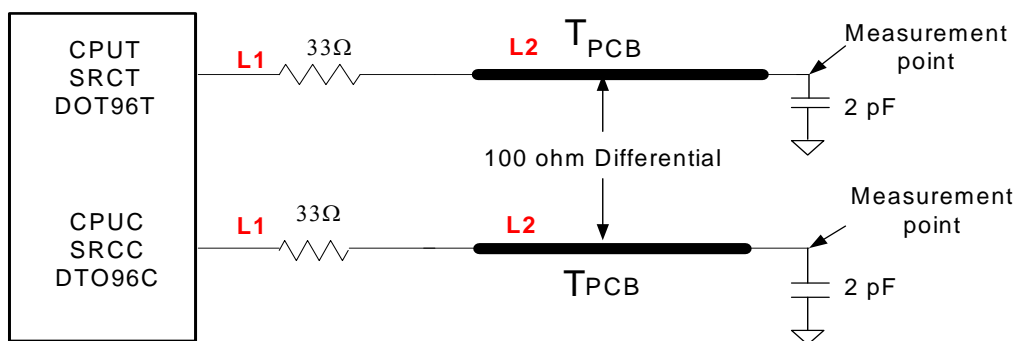 CPUT
SRCT
DOT96T
L1
33Ω
L2
T PCB
Measurement
point
2 pF
100 ohm Differential
CPUC
SRCC
DTO96C
L1
33Ω
L2
TPCB
Measurement
point
2 pF